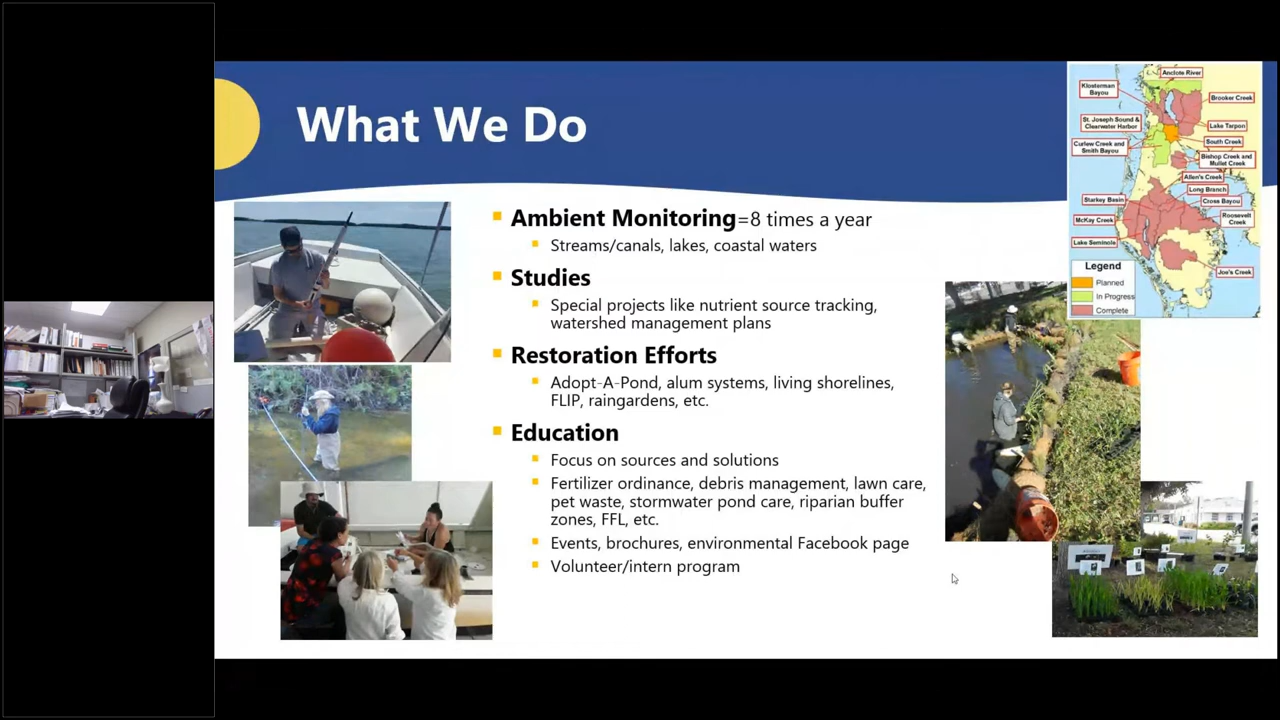 What We Do
Ambient Monitoring=8 times a year
Streams/canals, lakes, coastal waters
Studies
Special projects like nutrient source tracking,
watershed management plans
Restoration Efforts
Adopt-A-Pond, alum systems, living shorelines,
FLIP, raingardens, etc.
Education
Focus on sources and solutions
Fertilizer ordinance, debris management, lawn care,
pet waste, stormwater pond care, riparian buffer
zones, FFL, etc.
Events, brochures, environmental Facebook page
Volunteer/intern program
Anclote River
Klosterman
Bayou
Brooker Creek
St. Joseph Sound &
Clearwater Harbor
Lake Tarpon
Curlew Creek and
Smith Bayou
South Creek
Bishop Creek and
Mullet Creek
Allen's Creek
Long Branch
Starkey Basin
Cross Bayou
McKay Creek
Roosevelt
Creek
Lake Seminole
Joe's Creek
Legend
Planned
In Progress
Complete